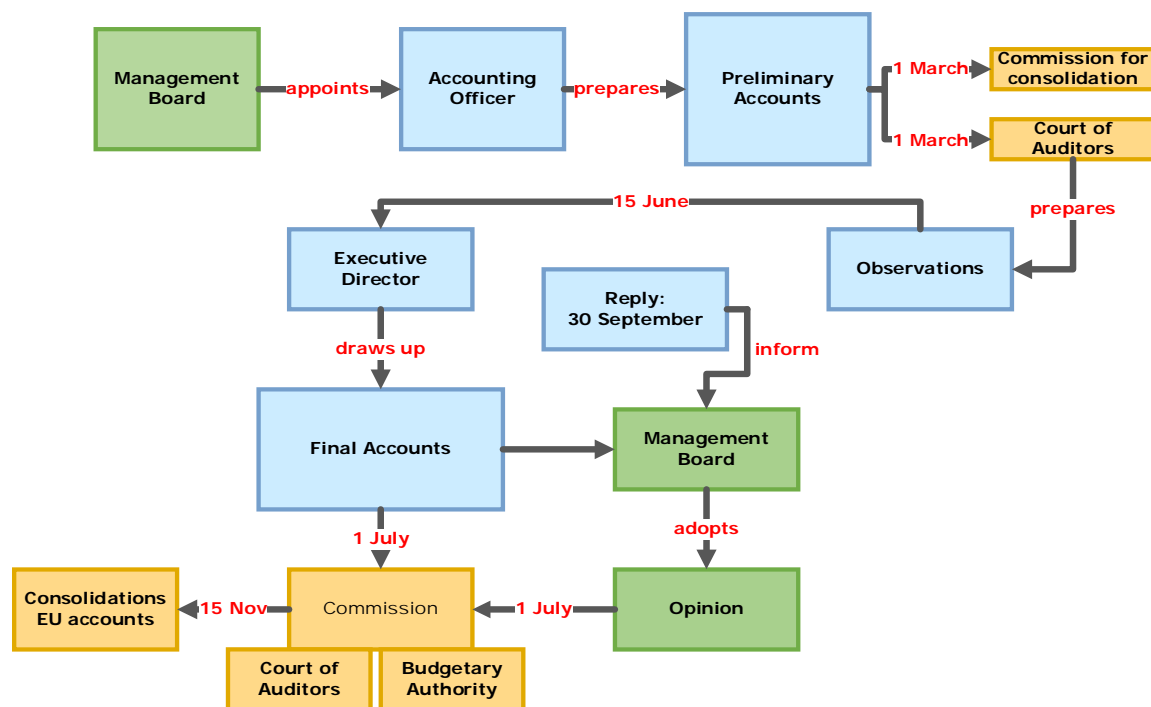 Management
Board
appoints
Accounting
Officer
prepares
Preliminary
Accounts
1 March
Commission for
consolidation
1 March
Court of
Auditors
prepares
15 June
Observations
Executive
Director
Reply:
30 September
inform
draws up
Final Accounts
Management
Board
adopts
1 July
Consolidations
EU accounts
15 Nov
Commission
1 July
Opinion
Court of
Auditors
Budgetary
Authority